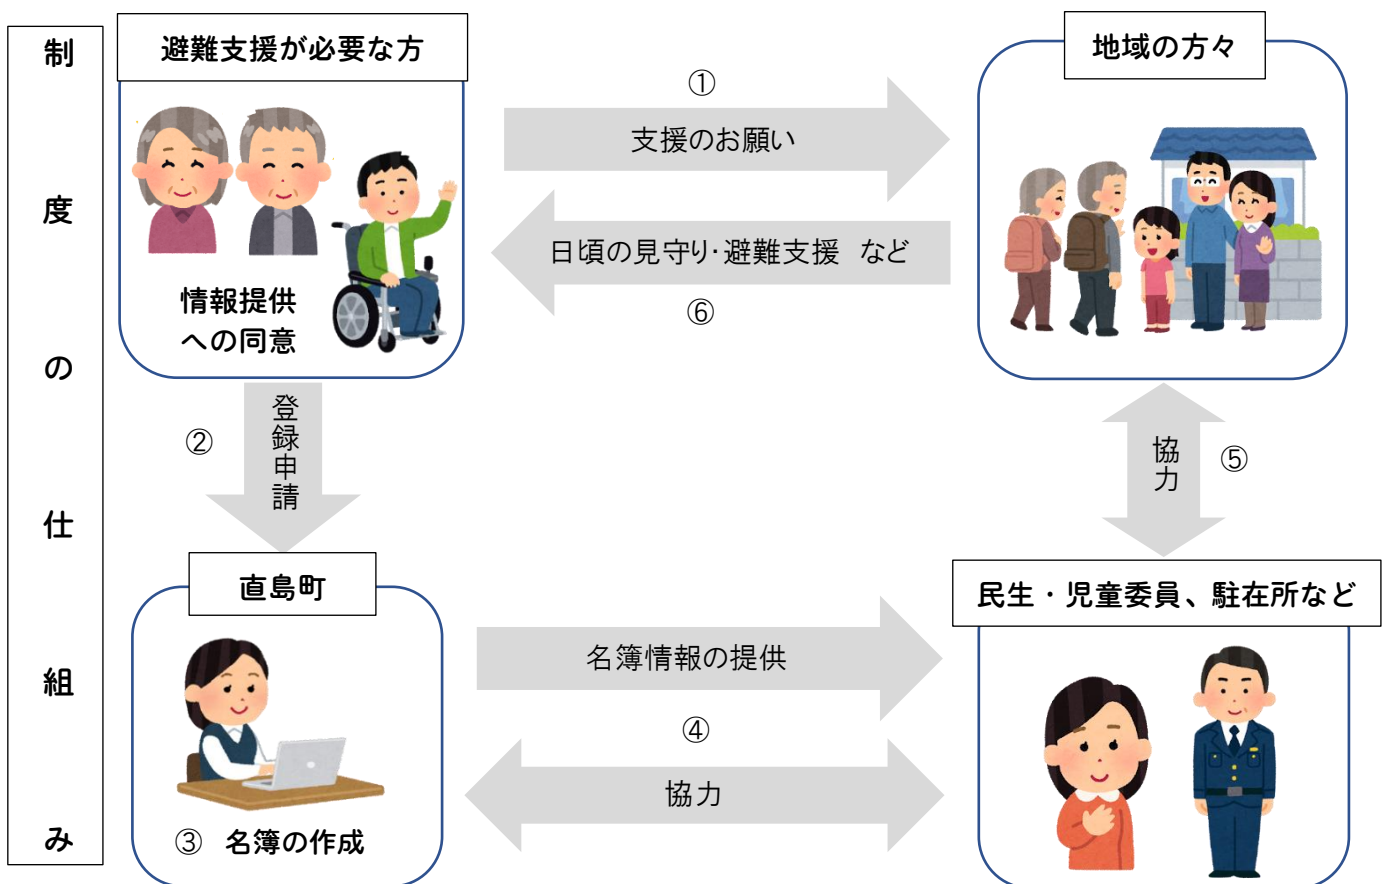 制度の仕組み
避難支援が必要な方
情報提供
への同意
①
支援のお願い
日頃の見守り・避難支援 など
⑥
地域の方々
②
登録申請
協力
⑤
直島町
③ 名簿の作成
名簿情報の提供
④
協力
民生・児童委員、駐在所など